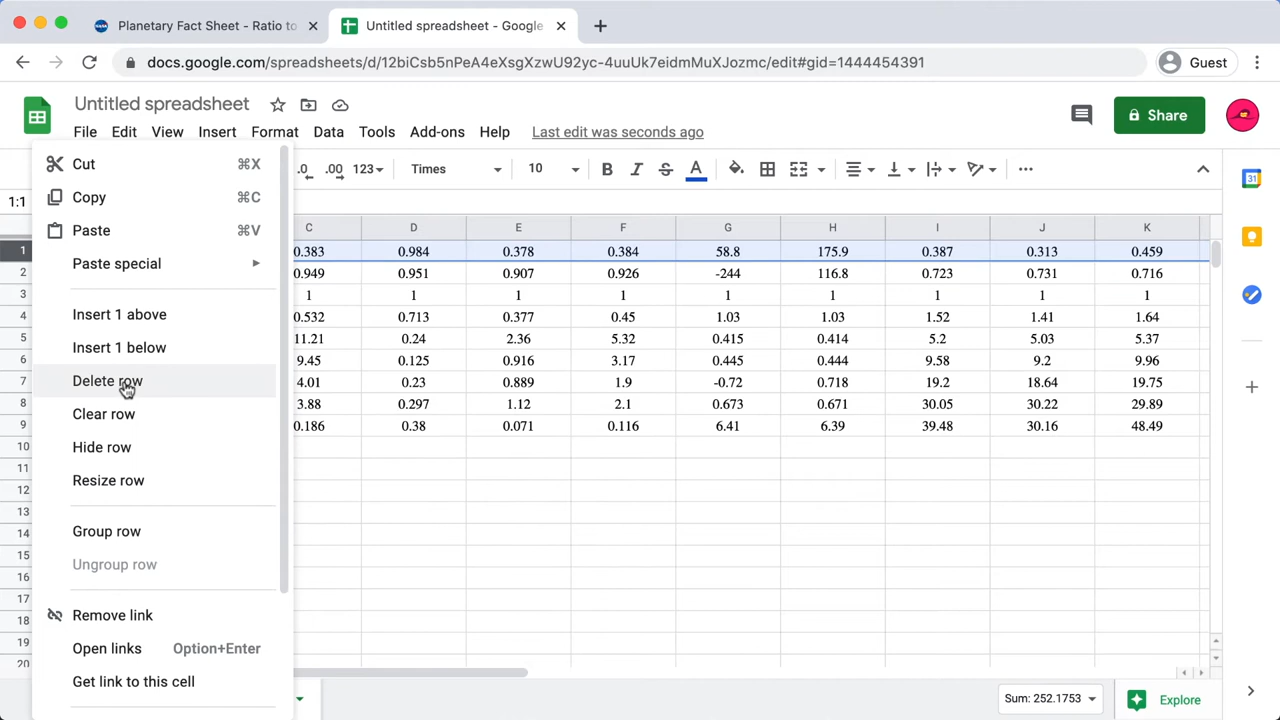 Planetary Fact Sheet - Ratio to
Untitled spreadsheet - Google
docs.google.com/spreadsheets/d/12biCsb5nPeA4eXsgXzwU92yc-4uuUk7eidmMuXJozmc/edit#gid=1444454391
Guest
Untitled spreadsheet
File Edit View Insert Format Data Tools Add-ons Help Last edit was seconds ago
Share
31
.0 .00 123 Times 10 B I S A
1:1
Cut ⌘X
Copy ⌘C
Paste ⌘V
Paste special
Insert 1 above
Insert 1 below
Delete row
Clear row
Hide row
Resize row
Group row
Ungroup row
Remove link
Open links Option+Enter
Get link to this cell
C D E F G H I J K
1 0.383 0.984 0.378 0.384 58.8 175.9 0.387 0.313 0.459
2 0.949 0.951 0.907 0.926 -244 116.8 0.723 0.731 0.716
3 1 1 1 1 1 1 1 1 1
4 0.532 0.713 0.377 0.45 1.03 1.03 1.52 1.41 1.64
5 11.21 0.24 2.36 5.32 0.415 0.414 5.2 5.03 5.37
6 9.45 0.125 0.916 3.17 0.445 0.444 9.58 9.2 9.96
7 4.01 0.23 0.889 1.9 -0.72 0.718 19.2 18.64 19.75
8 3.88 0.297 1.12 2.1 0.673 0.671 30.05 30.22 29.89
9 0.186 0.38 0.071 0.116 6.41 6.39 39.48 30.16 48.49
10
11
12
13
14
15
16
17
18
19
20
Sum: 252.1753
Explore